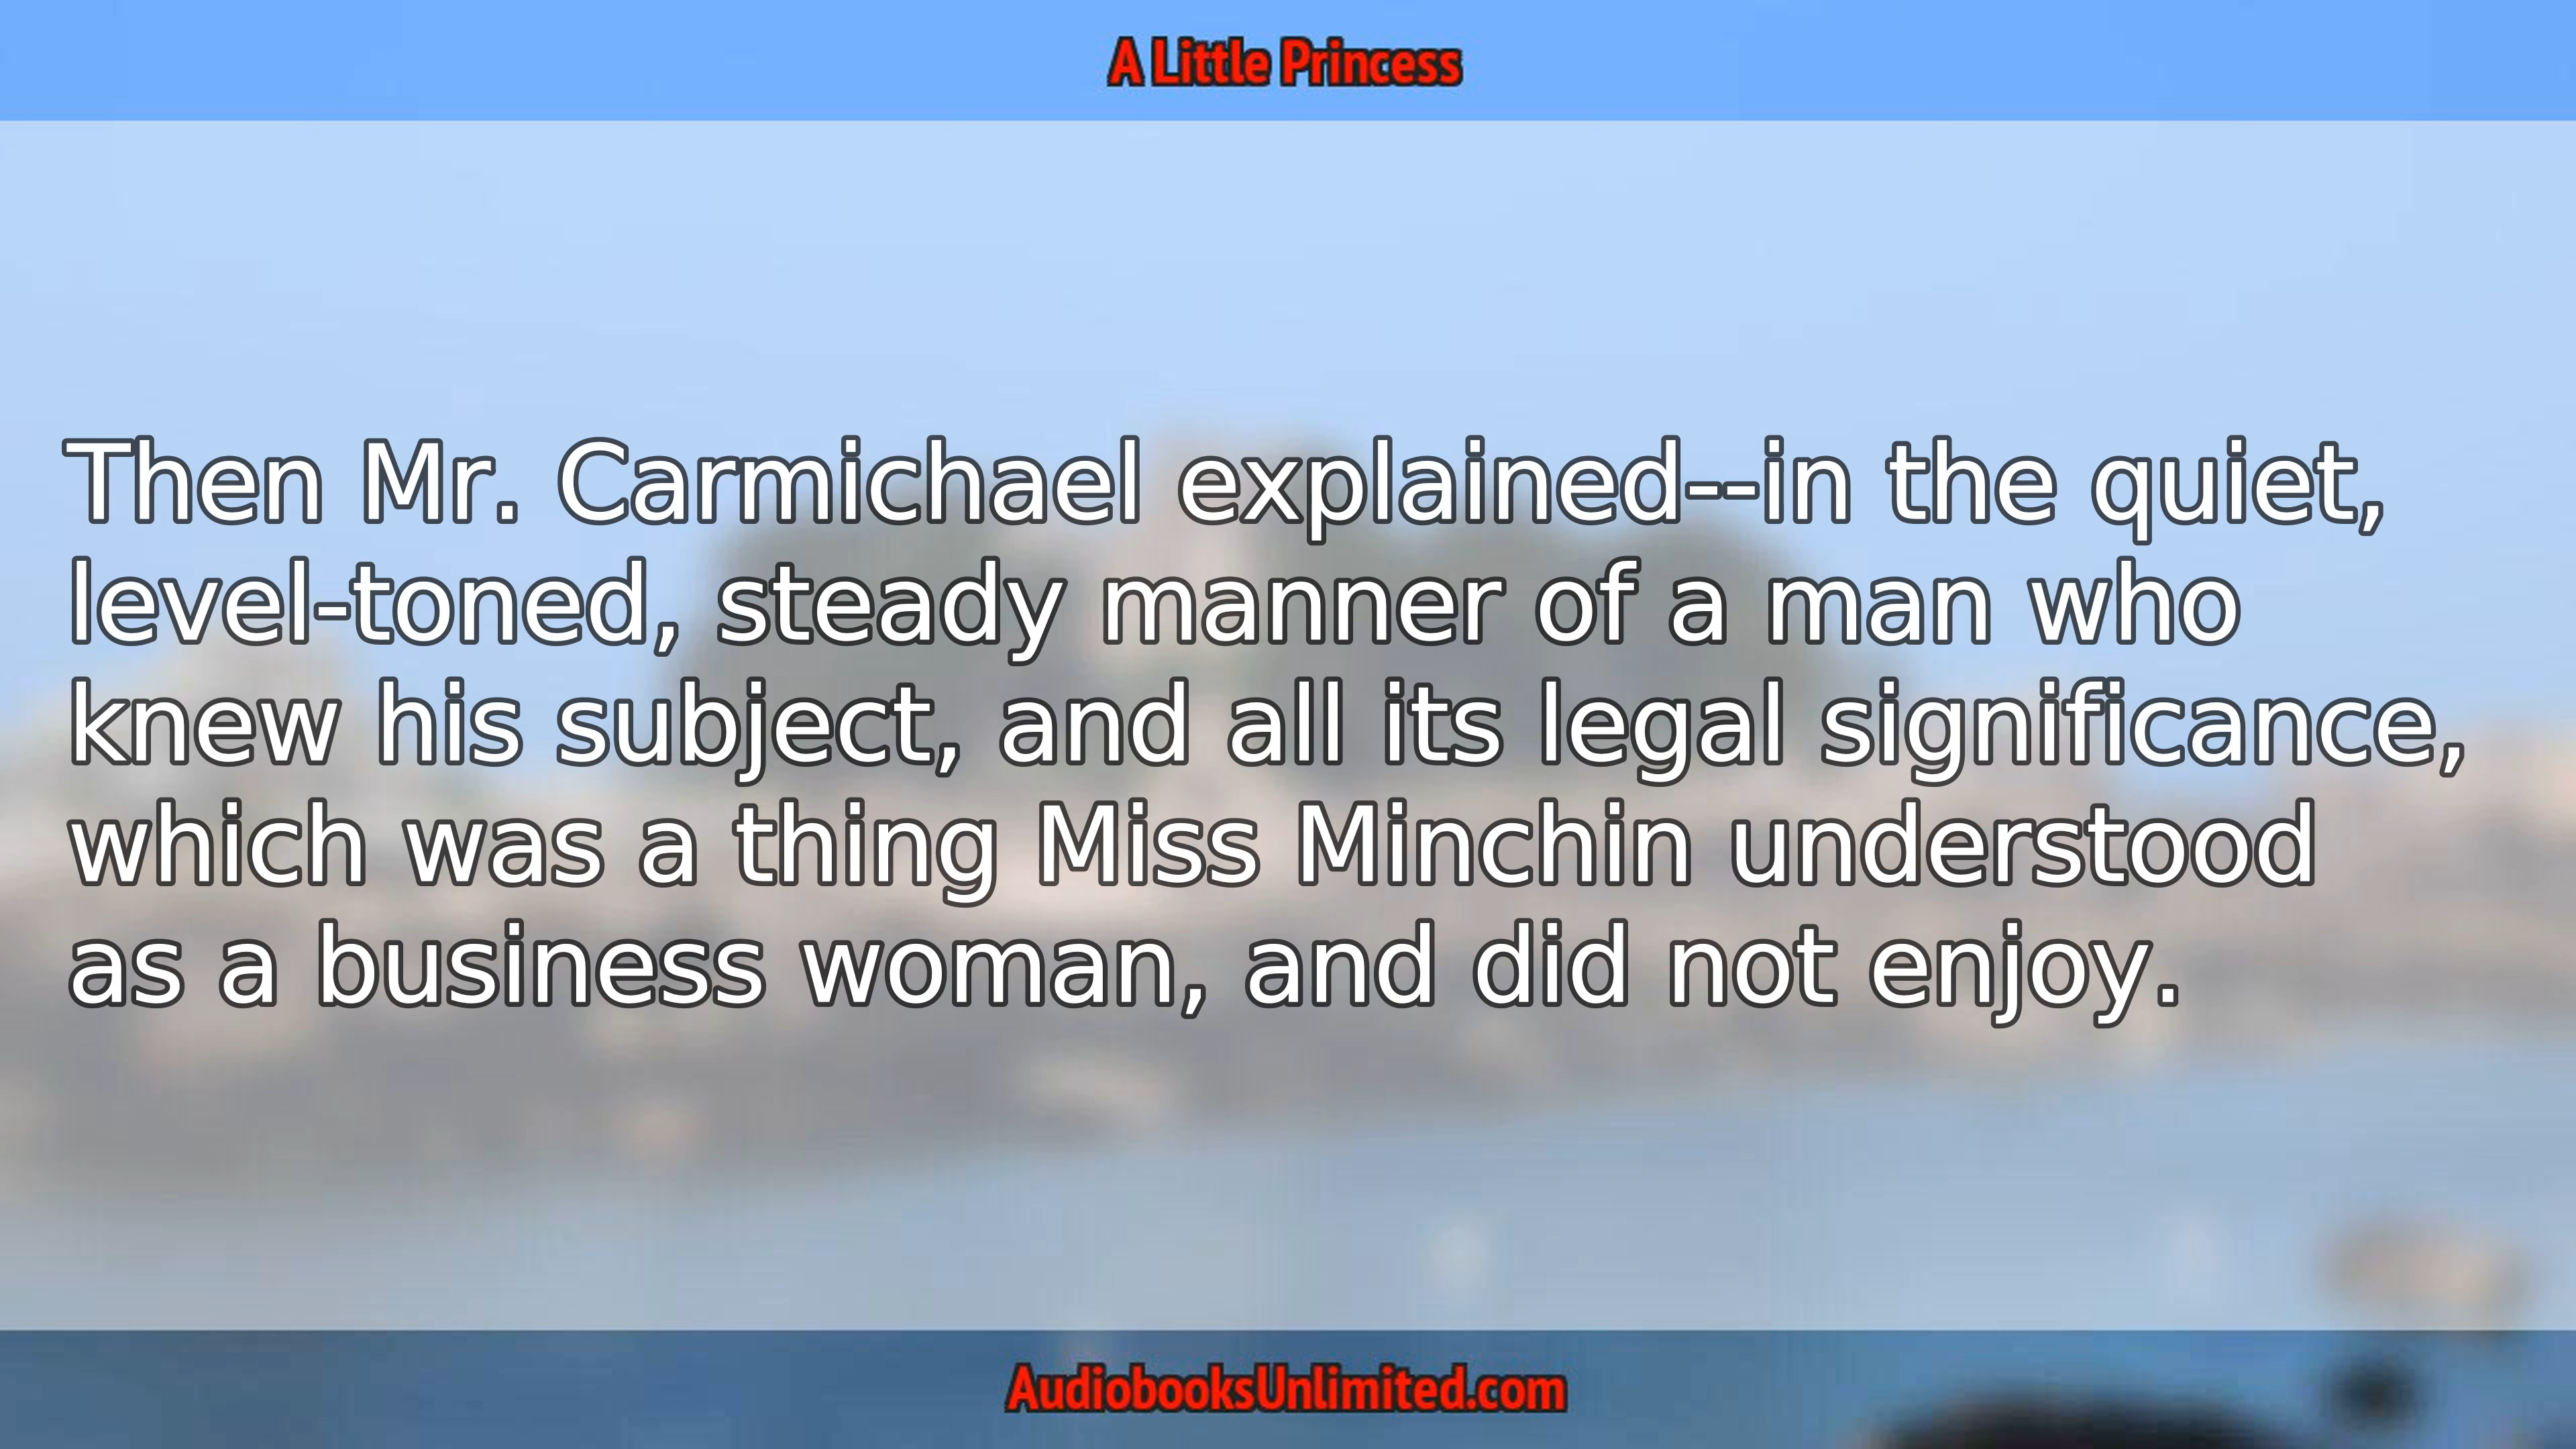 A Little Princess
Then Mr. Carmichael explained--in the quiet,
level-toned, steady manner of a man who
knew his subject, and all its legal significance,
which was a thing Miss Minchin understood
as a business woman, and did not enjoy.
AudiobooksUnlimited.com